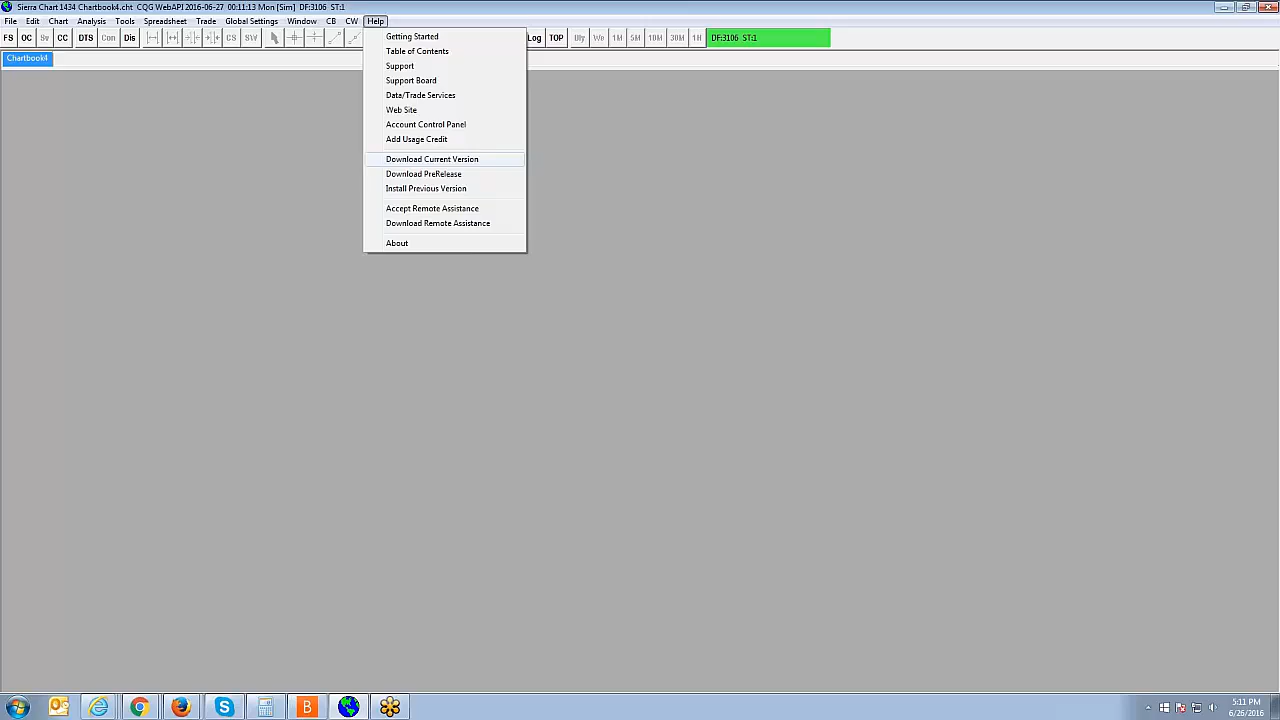 Sierra Chart 1434 Chartbook4.cht CQG WebAPI 2016-06-27 00:11:13 Mon [Sim] DF:3106 ST:1
File Edit Chart Analysis Tools Spreadsheet Trade Global Settings Window CB CW Help
FS OC Sv CC DTS Con Dis CS SW Log TOP Dly We 1M 5M 10M 30M 1H DF:3106 ST:1
Chartbook4
Getting Started
Table of Contents
Support
Support Board
Data/Trade Services
Web Site
Account Control Panel
Add Usage Credit
Download Current Version
Download PreRelease
Install Previous Version
Accept Remote Assistance
Download Remote Assistance
About
5:11 PM
6/26/2016